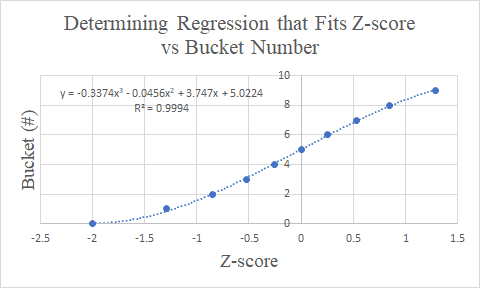 Determining Regression that Fits Z-score
vs Bucket Number
y = -0.3374x³ - 0.0456x² + 3.747x + 5.0224
R² = 0.9994
Bucket (#)
10
8
6
4
2
0
-2.5 -2 -1.5 -1 -0.5 0 0.5 1 1.5
Z-score